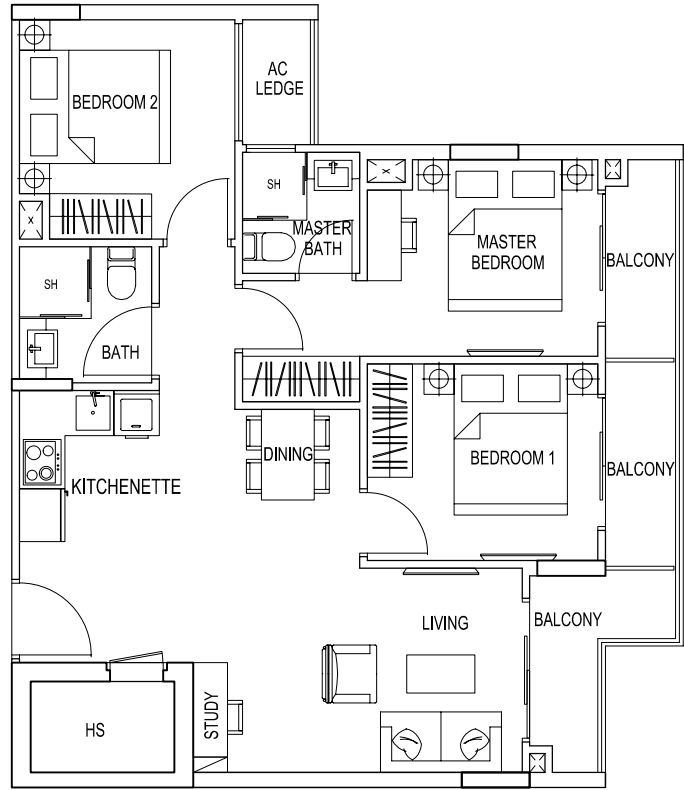 AC
LEDGE
BEDROOM 2
SH
MASTER
BATH
MASTER
BEDROOM
BALCONY
X
X
SH
BATH
DINING
BEDROOM 1
BALCONY
KITCHENETTE
LIVING
BALCONY
STUDY
HS